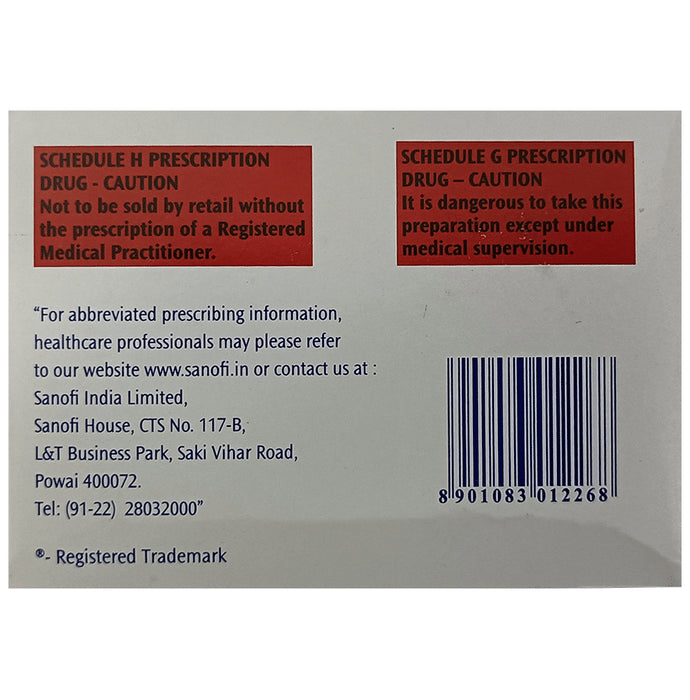 SCHEDULE H PRESCRIPTION
DRUG - CAUTION
Not to be sold by retail without
the prescription of a Registered
Medical Practitioner.
SCHEDULE G PRESCRIPTION
DRUG – CAUTION
It is dangerous to take this
preparation except under
medical supervision.
“For abbreviated prescribing information,
healthcare professionals may please refer
to our website www.sanofi.in or contact us at :
Sanofi India Limited,
Sanofi House, CTS No. 117-B,
L&T Business Park, Saki Vihar Road,
Powai 400072.
Tel: (91-22) 28032000”
®- Registered Trademark
8 901083 012268